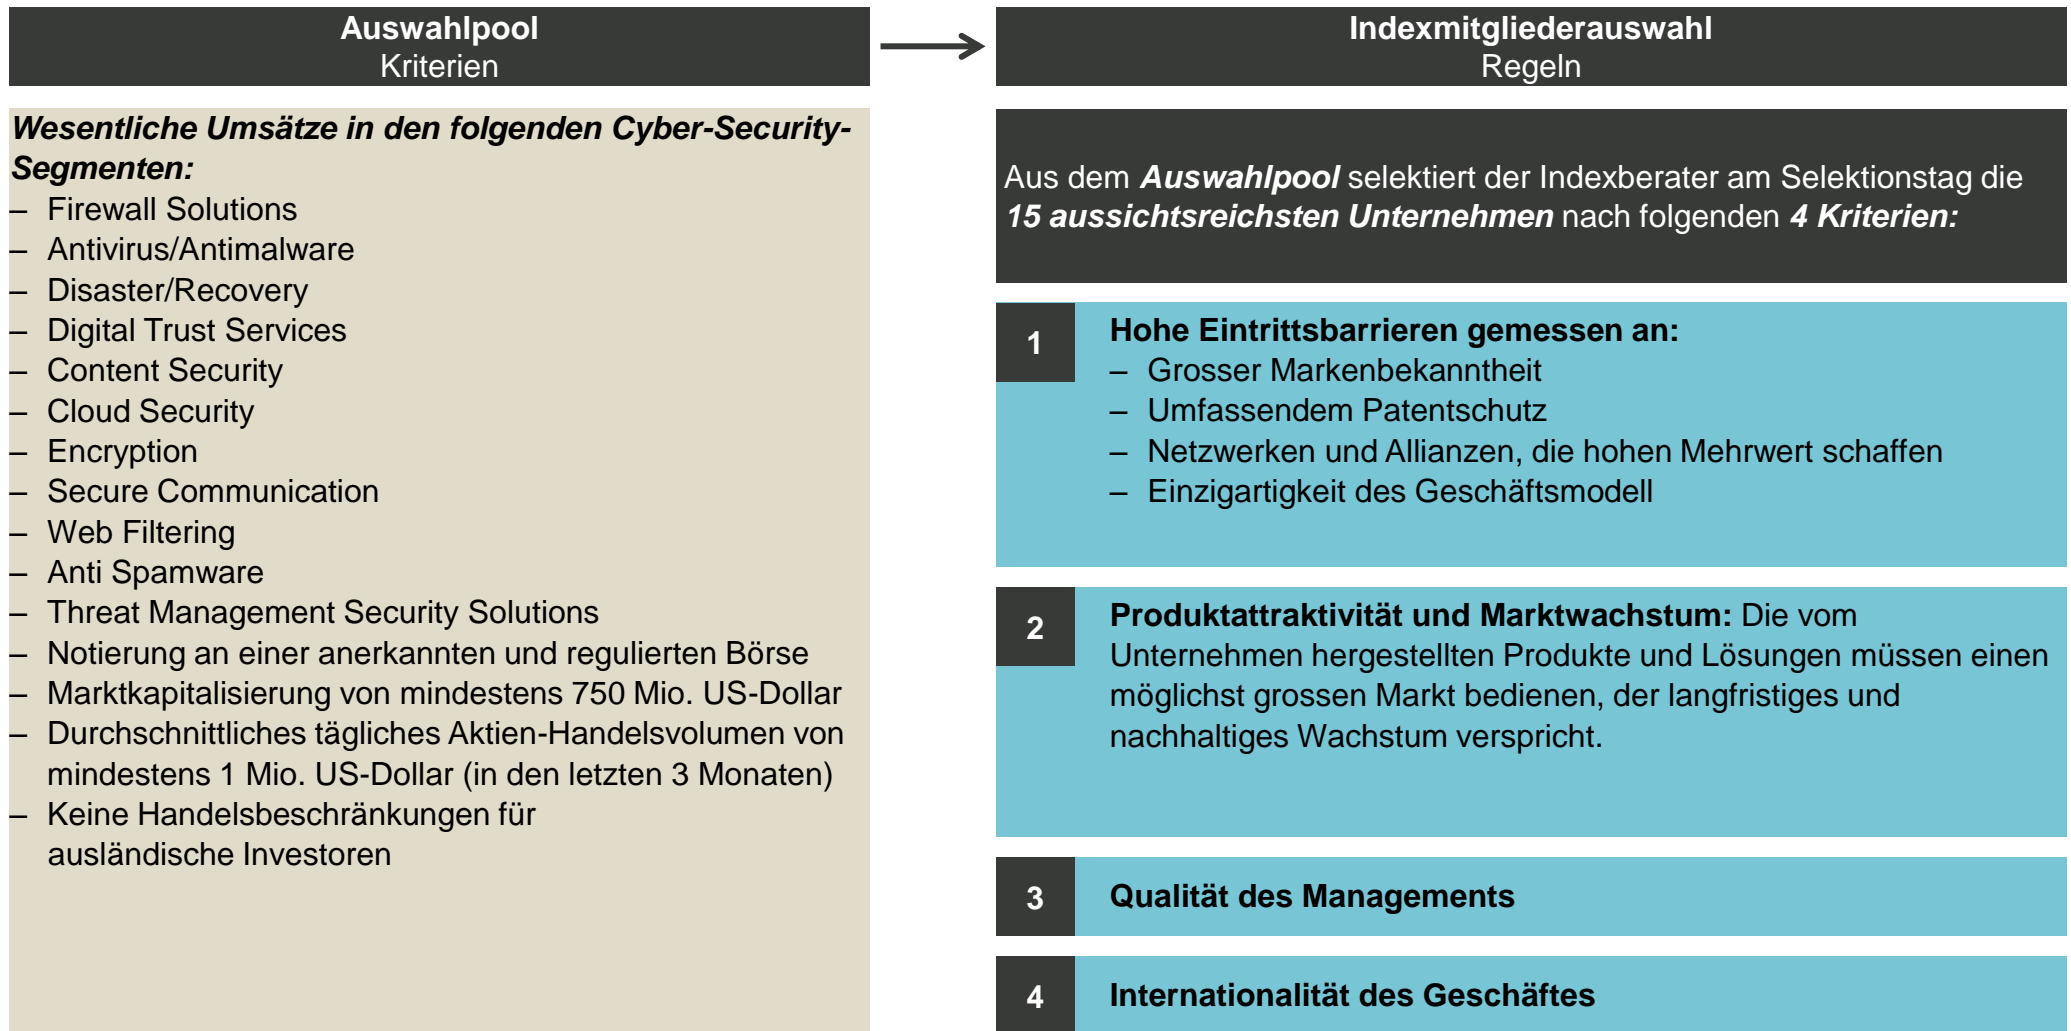 Auswahlpool
Kriterien
Wesentliche Umsätze in den folgenden Cyber-Security-
Segmenten:
– Firewall Solutions
– Antivirus/Antimalware
– Disaster/Recovery
– Digital Trust Services
– Content Security
– Cloud Security
– Encryption
– Secure Communication
– Web Filtering
– Anti Spamware
– Threat Management Security Solutions
– Notierung an einer anerkannten und regulierten Börse
– Marktkapitalisierung von mindestens 750 Mio. US-Dollar
– Durchschnittliches tägliches Aktien-Handelsvolumen von
mindestens 1 Mio. US-Dollar (in den letzten 3 Monaten)
– Keine Handelsbeschränkungen für
ausländische Investoren
Indexmitgliederauswahl
Regeln
Aus dem Auswahlpool selektiert der Indexberater am Selektionstag die
15 aussichtsreichsten Unternehmen nach folgenden 4 Kriterien:
1 Hohe Eintrittsbarrieren gemessen an:
– Grosser Markenbekanntheit
– Umfassendem Patentschutz
– Netzwerken und Allianzen, die hohen Mehrwert schaffen
– Einzigartigkeit des Geschäftsmodell
2 Produktattraktivität und Marktwachstum: Die vom
Unternehmen hergestellten Produkte und Lösungen müssen einen
möglichst grossen Markt bedienen, der langfristiges und
nachhaltiges Wachstum verspricht.
3 Qualität des Managements
4 Internationalität des Geschäftes